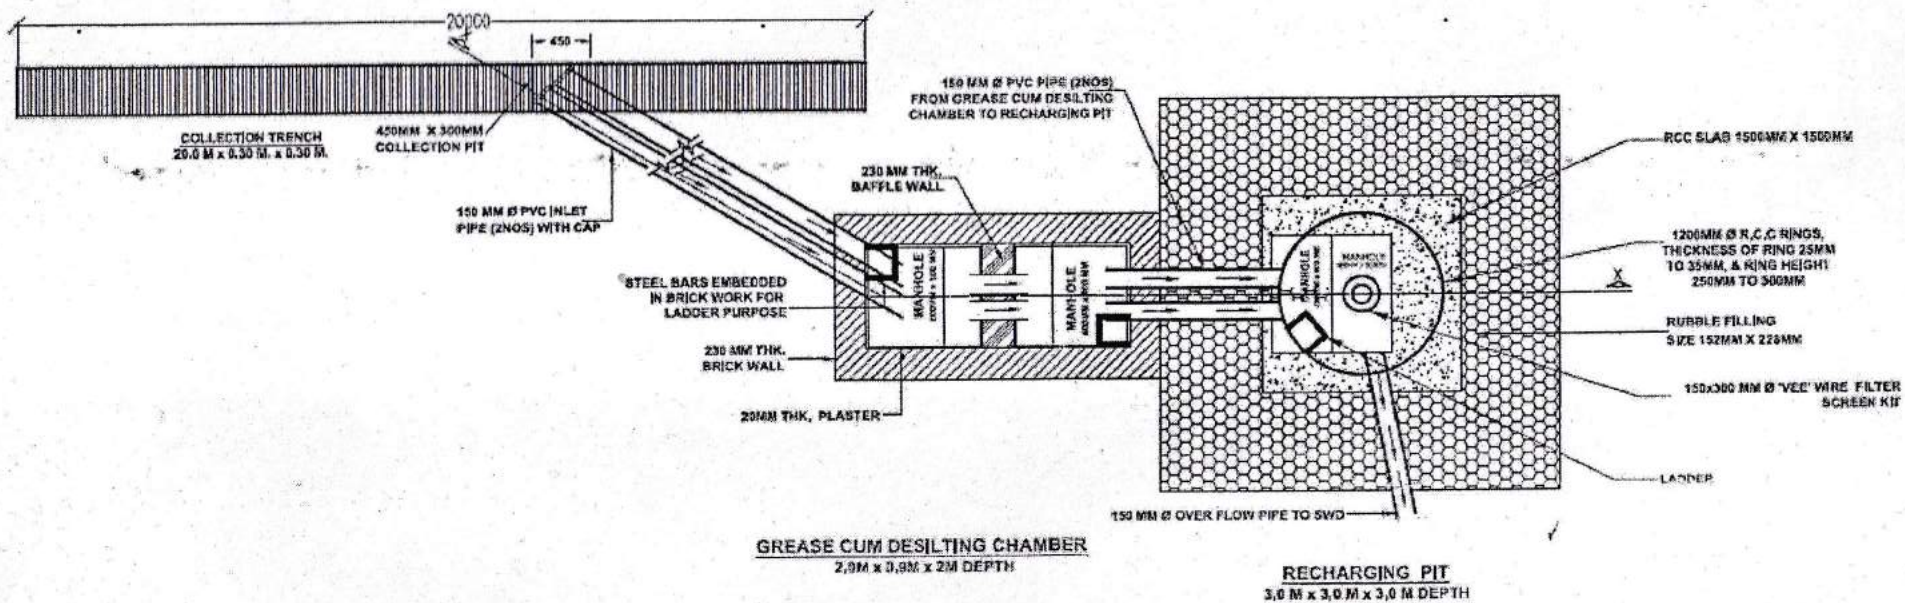 20000
450
COLLECTION TRENCH
20.0 M x 0.30 M. x 0.30 M.
450MM X 300MM
COLLECTION PIT
150 MM Ø PVC INLET
PIPE (2NOS) WITH CAP
150 MM Ø PVC PIPE (2NOS)
FROM GREASE CUM DESILTING
CHAMBER TO RECHARGING PIT
230 MM THK.
BAFFLE WALL
STEEL BARS EMBEDDED
IN BRICK WORK FOR
LADDER PURPOSE
230 MM THK.
BRICK WALL
20MM THK. PLASTER
MANHOLE
MANHOLE
MANHOLE
MANHOLE
RCC SLAB 1500MM X 1500MM
1200MM Ø R.C.C RINGS,
THICKNESS OF RING 25MM
TO 35MM, & RING HEIGHT
250MM TO 300MM
X
RUBBLE FILLING
SIZE 152MM X 228MM
150x300 MM Ø 'VEE' WIRE FILTER
SCREEN KIT
LADDER
150 MM Ø OVER FLOW PIPE TO SWD
GREASE CUM DESILTING CHAMBER
2.0M x 0.9M x 2M DEPTH
RECHARGING PIT
3.0 M x 3.0 M x 3.0 M DEPTH